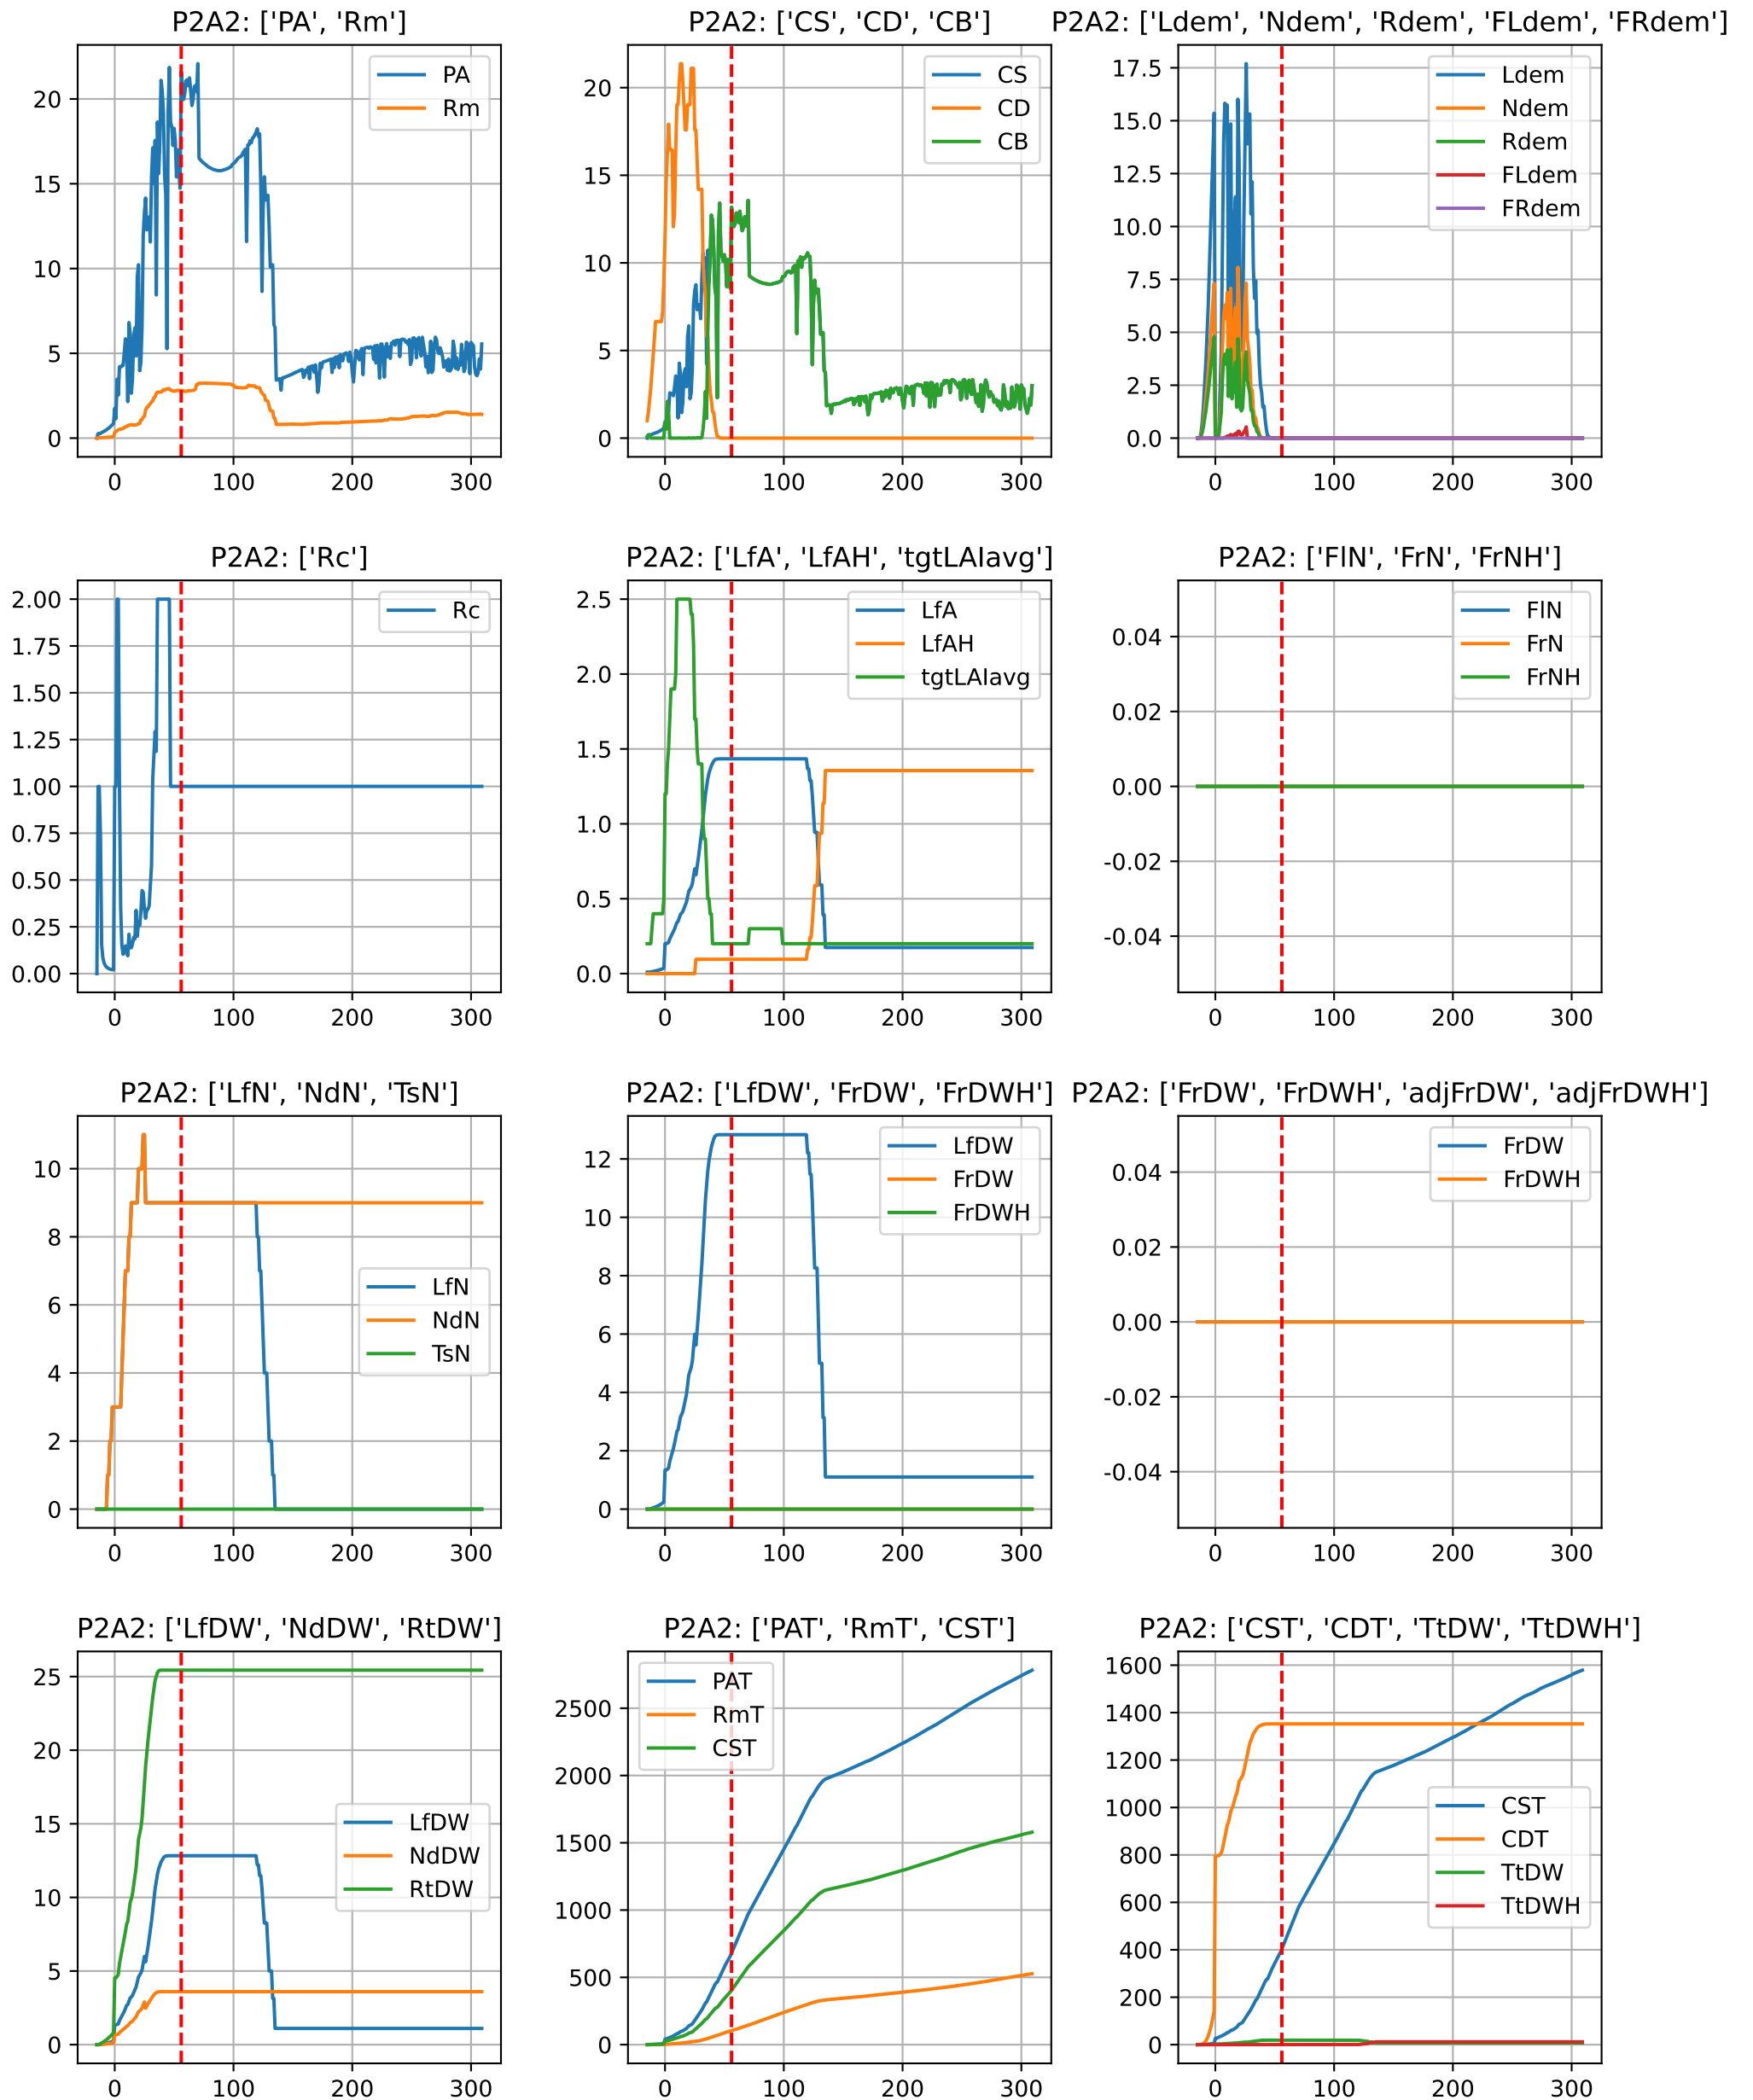 P2A2: ['PA', 'Rm']
20
15
10
5
0
PA
Rm
0 100 200 300
P2A2: ['CS', 'CD', 'CB']
20
15
10
5
0
CS
CD
CB
0 100 200 300
P2A2: ['Ldem', 'Ndem', 'Rdem', 'FLdem', 'FRdem']
17.5
15.0
12.5
10.0
7.5
5.0
2.5
0.0
Ldem
Ndem
Rdem
FLdem
FRdem
0 100 200 300
P2A2: ['Rc']
2.00
1.75
1.50
1.25
1.00
0.75
0.50
0.25
0.00
Rc
0 100 200 300
P2A2: ['LfA', 'LfAH', 'tgtLAIavg']
2.5
2.0
1.5
1.0
0.5
0.0
LfA
LfAH
tgtLAIavg
0 100 200 300
P2A2: ['FlN', 'FrN', 'FrNH']
0.04
0.02
0.00
-0.02
-0.04
FlN
FrN
FrNH
0 100 200 300
P2A2: ['LfN', 'NdN', 'TsN']
10
8
6
4
2
0
LfN
NdN
TsN
0 100 200 300
P2A2: ['LfDW', 'FrDW', 'FrDWH']
12
10
8
6
4
2
0
LfDW
FrDW
FrDWH
0 100 200 300
P2A2: ['FrDW', 'FrDWH', 'adjFrDW', 'adjFrDWH']
0.04
0.02
0.00
-0.02
-0.04
FrDW
FrDWH
0 100 200 300
P2A2: ['LfDW', 'NdDW', 'RtDW']
25
20
15
10
5
0
LfDW
NdDW
RtDW
0 100 200 300
P2A2: ['PAT', 'RmT', 'CST']
2500
2000
1500
1000
500
0
PAT
RmT
CST
0 100 200 300
P2A2: ['CST', 'CDT', 'TtDW', 'TtDWH']
1600
1400
1200
1000
800
600
400
200
0
CST
CDT
TtDW
TtDWH
0 100 200 300